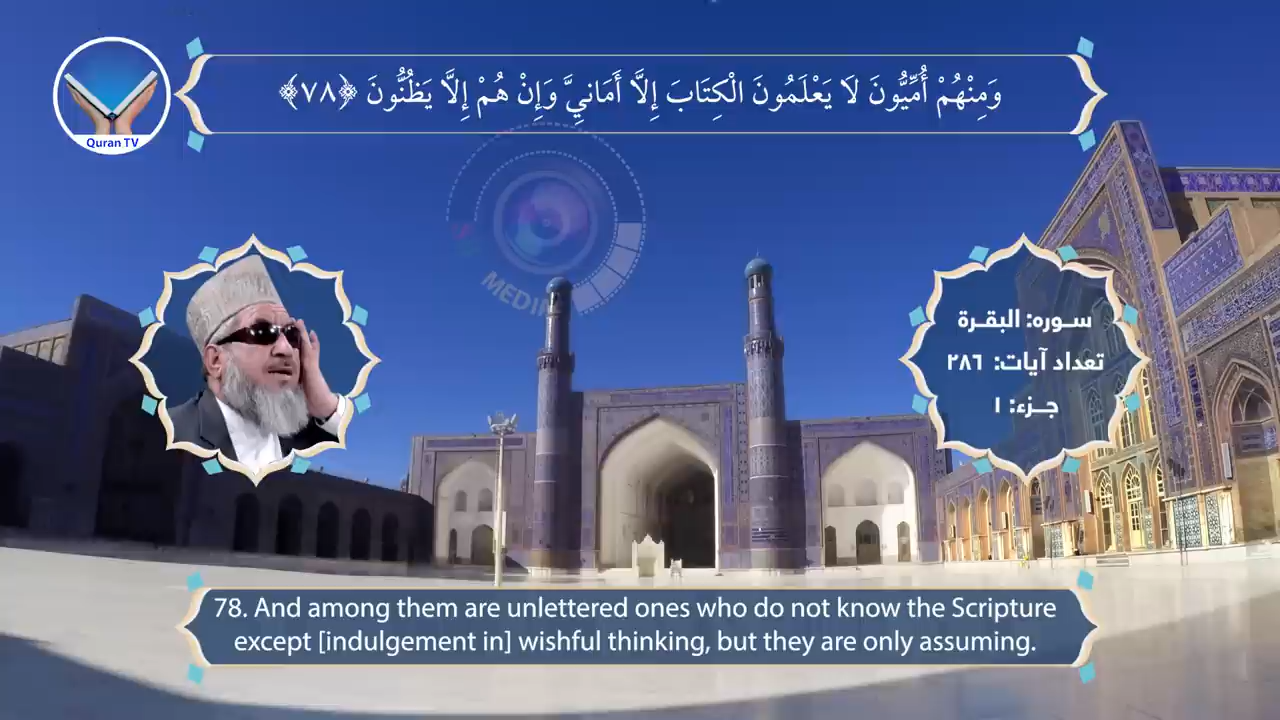 وَمِنْهُمْ أُمِّيُّونَ لَا يَعْلَمُونَ الْكِتَابَ إِلَّا أَمَانِيَّ وَإِنْ هُمْ إِلَّا يَظُنُّونَ ﴿٧٨﴾
Quran TV
سوره: البقرة
تعداد آیات: ٢٨٦
جزء: ١
78. And among them are unlettered ones who do not know the Scripture
except [indulgement in] wishful thinking, but they are only assuming.